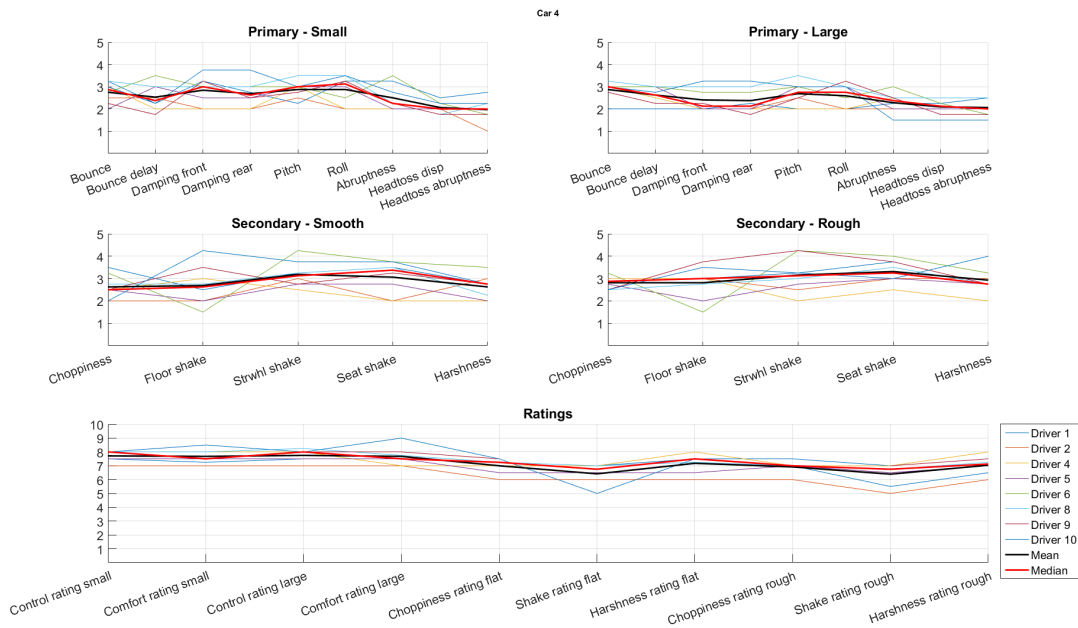 Car 4
Primary - Small
5
4
3
2
1
Bounce
Bounce delay
Damping front
Damping rear
Pitch
Roll
Abruptness
Headtoss disp
Headtoss abruptness
Primary - Large
5
4
3
2
1
Bounce
Bounce delay
Damping front
Damping rear
Pitch
Roll
Abruptness
Headtoss disp
Headtoss abruptness
Secondary - Smooth
5
4
3
2
1
Choppiness
Floor shake
Strwhl shake
Seat shake
Harshness
Secondary - Rough
5
4
3
2
1
Choppiness
Floor shake
Strwhl shake
Seat shake
Harshness
Ratings
10
9
8
7
6
5
4
3
2
1
Control rating small
Comfort rating small
Control rating large
Comfort rating large
Choppiness rating flat
Shake rating flat
Harshness rating flat
Choppiness rating rough
Shake rating rough
Harshness rating rough
Driver 1
Driver 2
Driver 4
Driver 5
Driver 6
Driver 8
Driver 9
Driver 10
Mean
Median